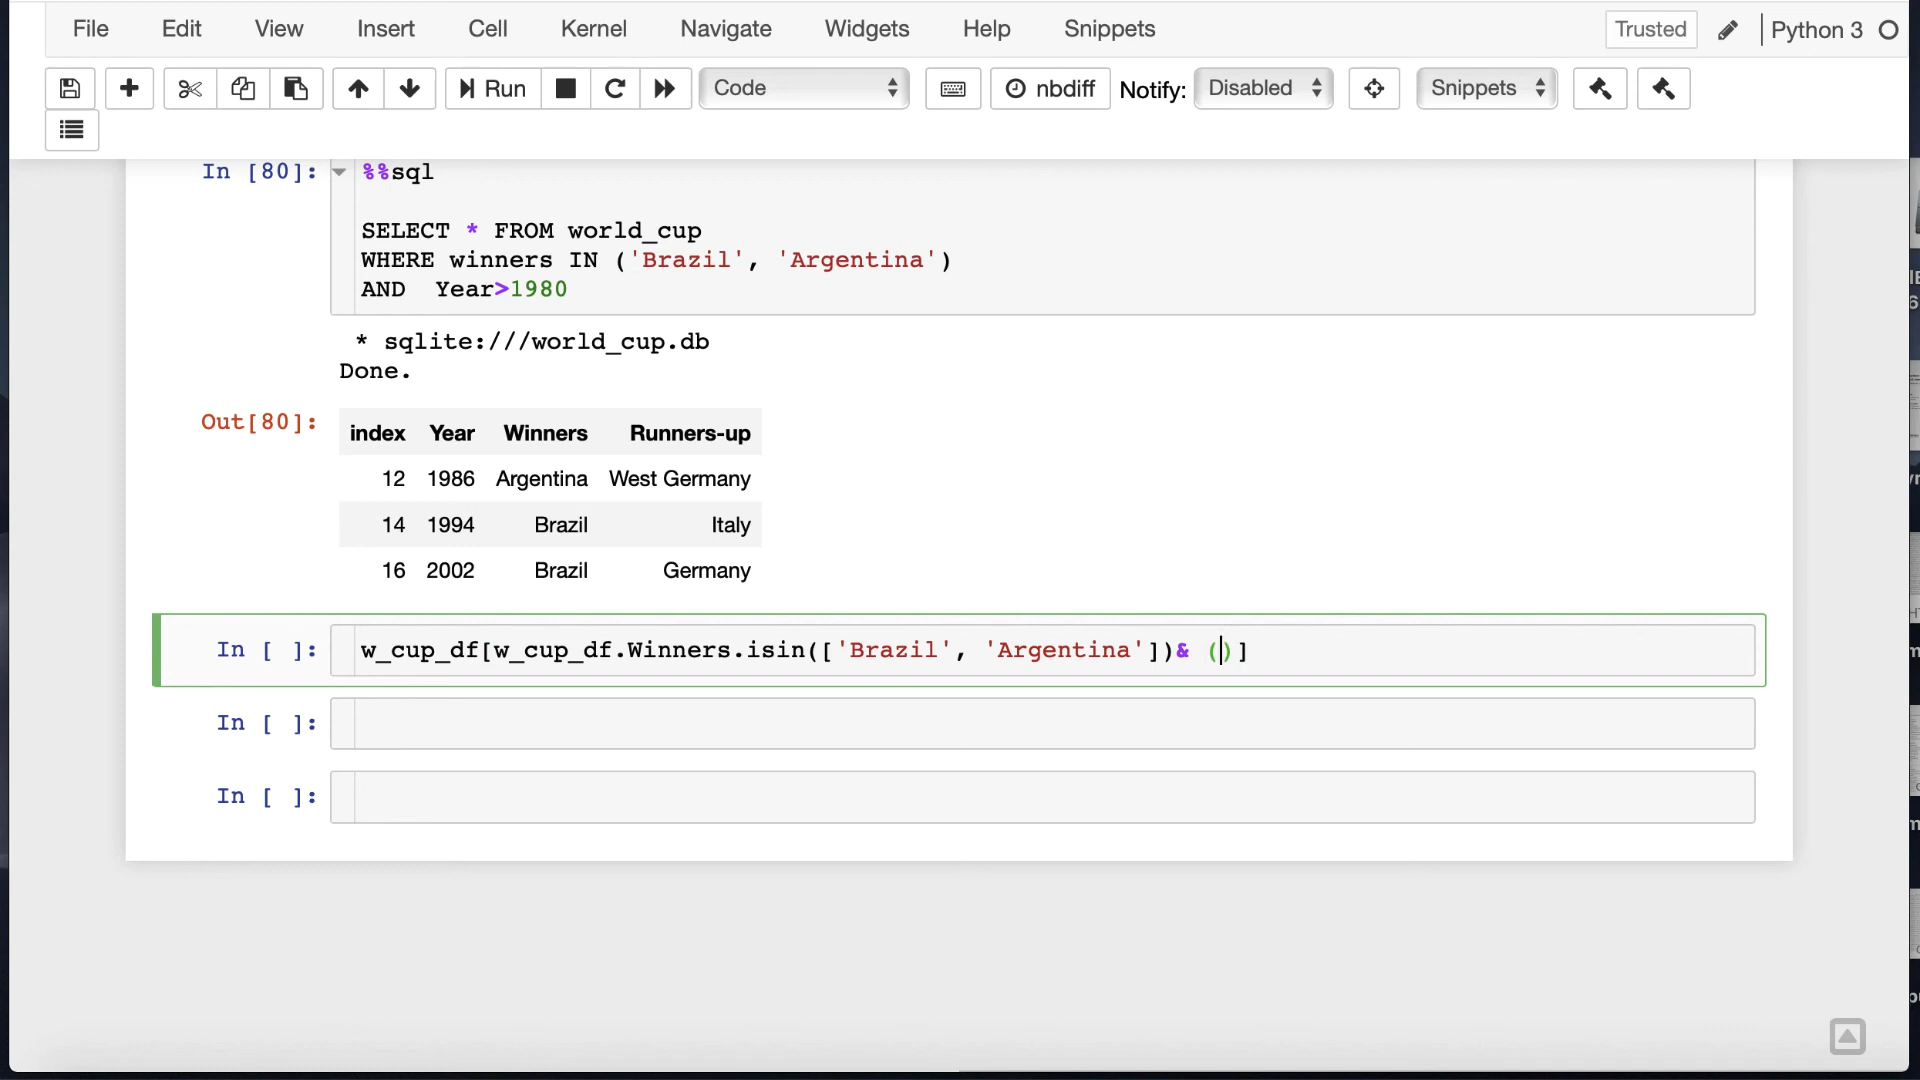 File Edit View Insert Cell Kernel Navigate Widgets Help Snippets Trusted Python 3
Run Code nbdiff Notify: Disabled Snippets
In [80]: %%sql
SELECT * FROM world_cup
WHERE winners IN ('Brazil', 'Argentina')
AND  Year>1980
* sqlite:///world_cup.db
Done.
Out[80]:
index Year Winners Runners-up
12 1986 Argentina West Germany
14 1994 Brazil Italy
16 2002 Brazil Germany
In [ ]: w_cup_df[w_cup_df.Winners.isin(['Brazil', 'Argentina'])& ()]
In [ ]:
In [ ]: